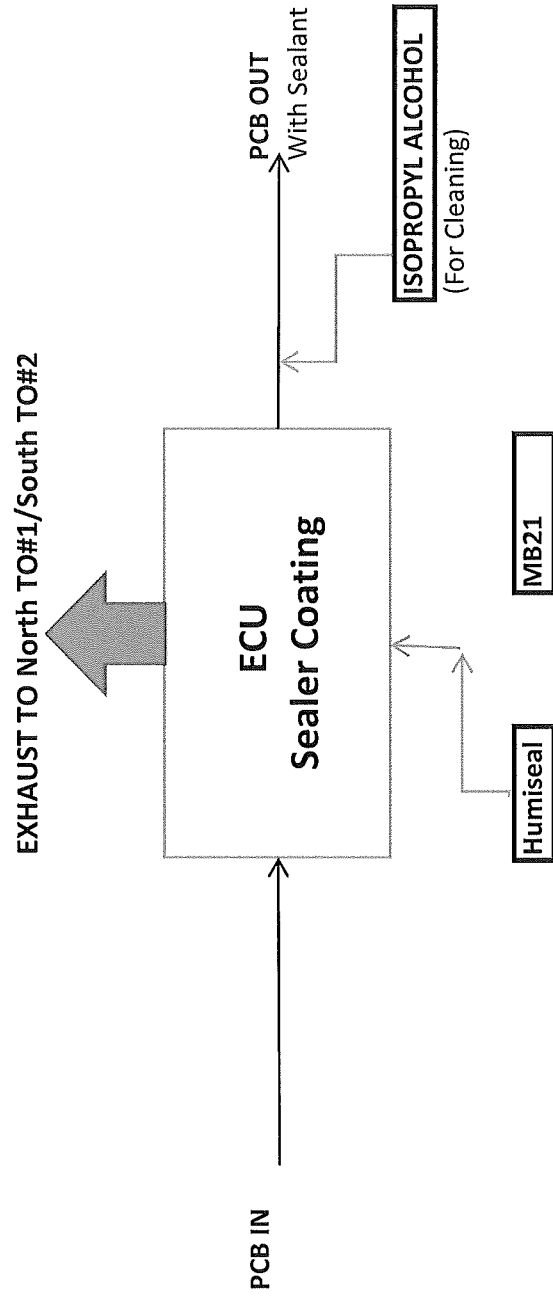 EXHAUST TO North TO#1/South TO#2
PCB IN
ECU
Sealer Coating
PCB OUT
With Sealant
ISOPROPYL ALCOHOL
(For Cleaning)
Humiseal
MB21